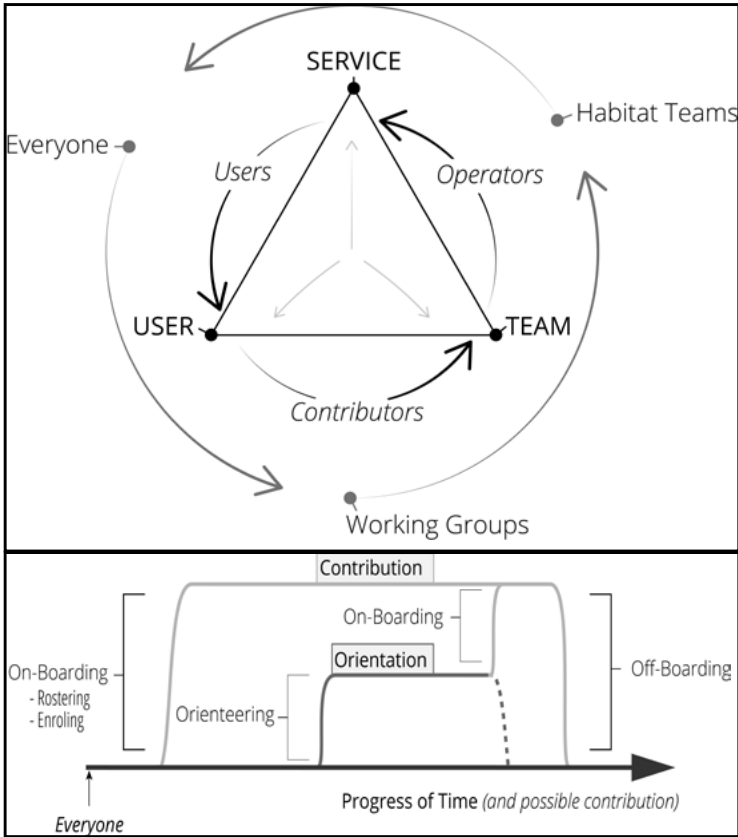 SERVICE
Habitat Teams
Everyone
Users
Operators
USER
TEAM
Contributors
Working Groups
Contribution
On-Boarding
Orientation
On-Boarding
- Rostering
- Enroling
Off-Boarding
Orienteering
Progress of Time (and possible contribution)
Everyone